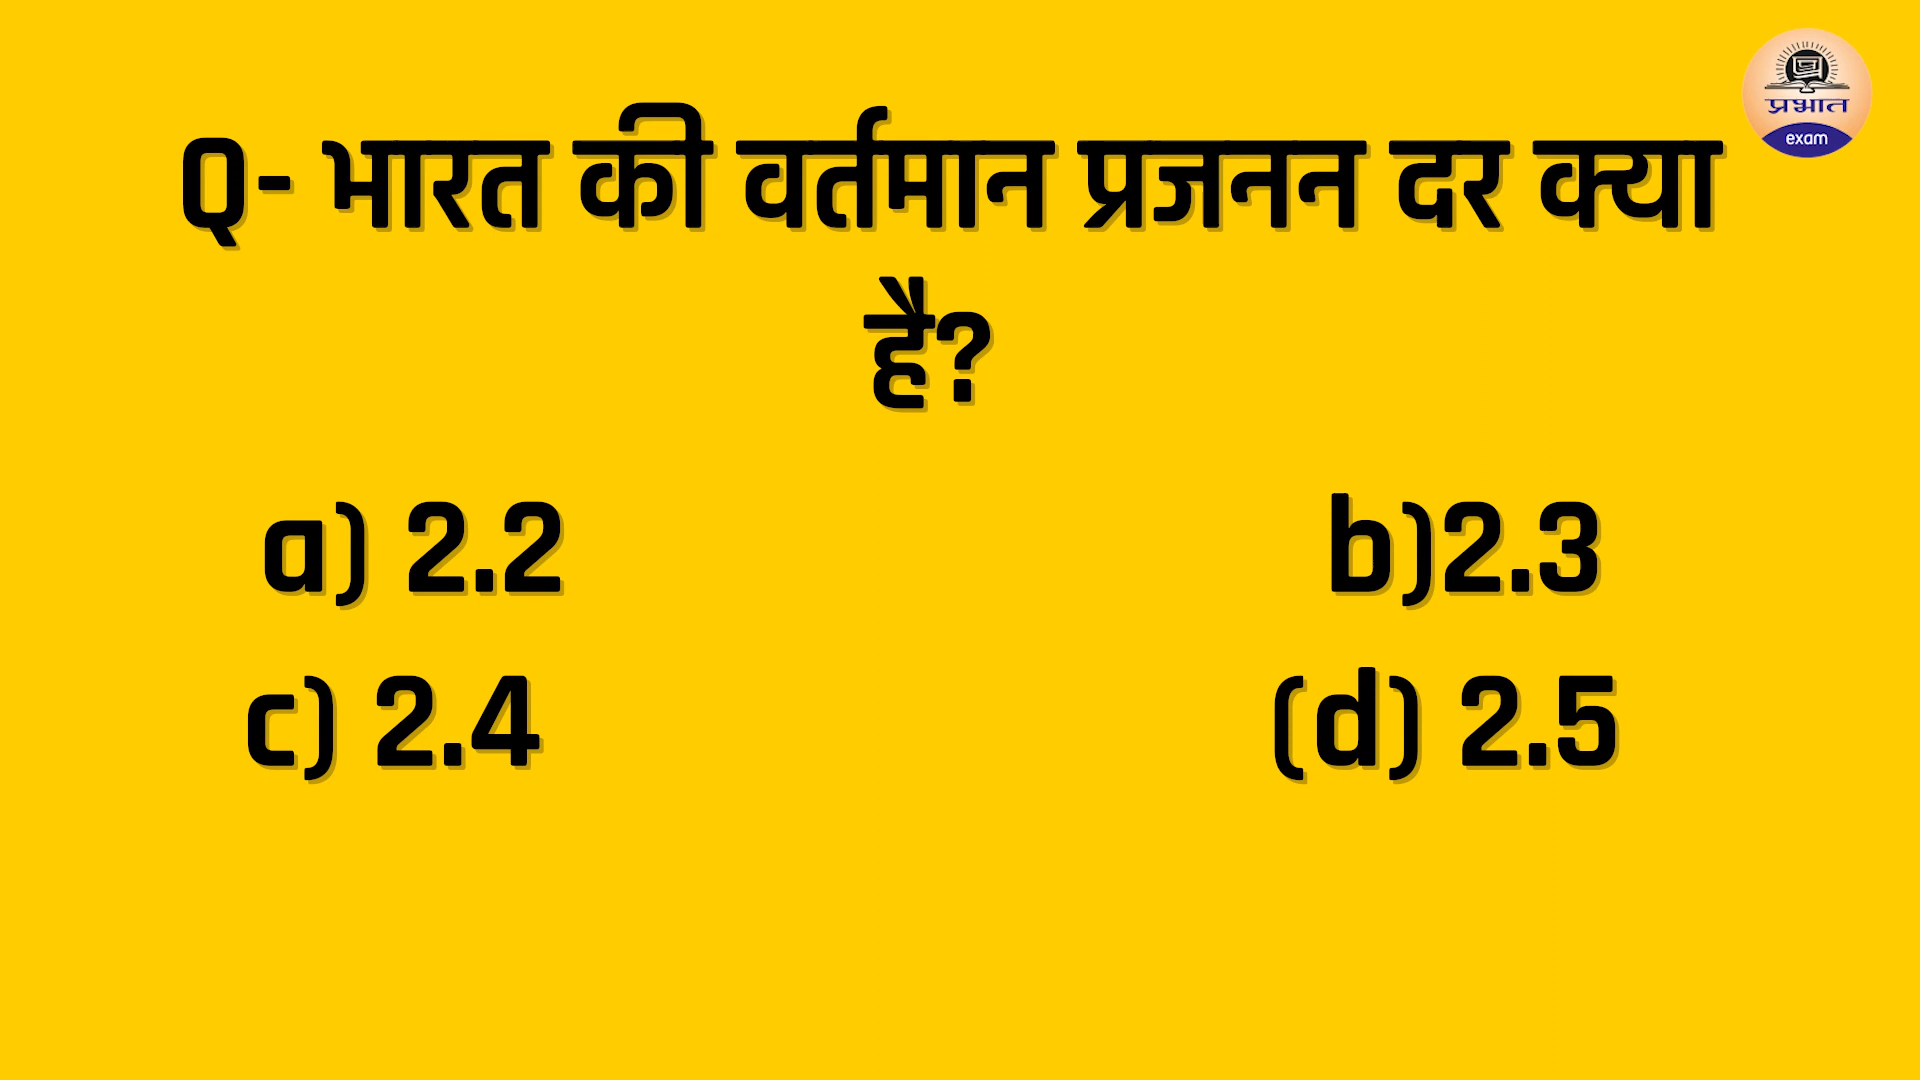 प्रभात
exam
Q- भारत की वर्तमान प्रजनन दर क्या
है?
a) 2.2 b)2.3
c) 2.4 (d) 2.5